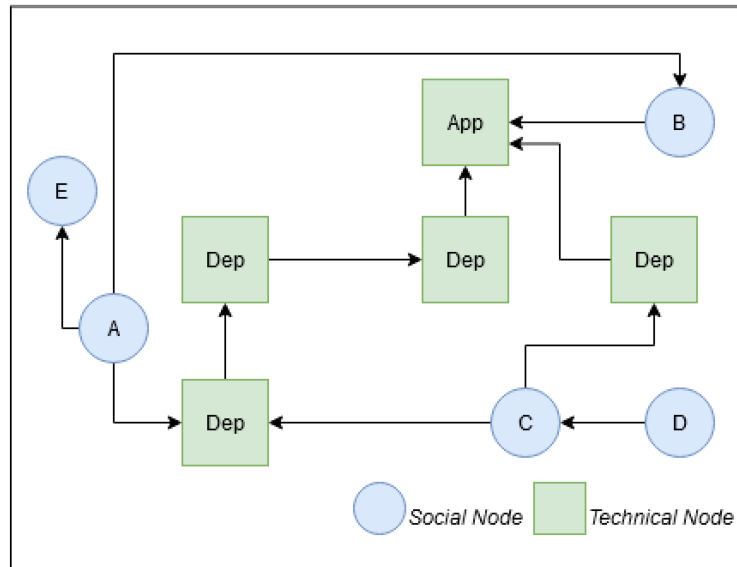 App
B
E
Dep
Dep
Dep
A
Dep
C
D
Social Node
Technical Node